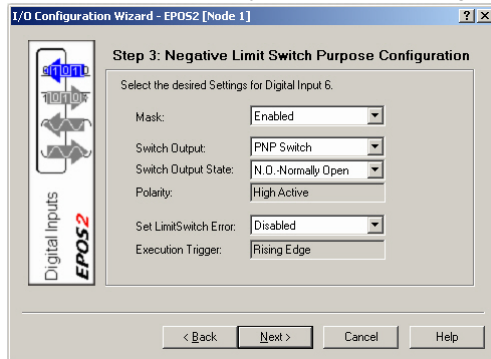 I/O Configuration Wizard - EPOS2 [Node 1]
Step 3: Negative Limit Switch Purpose Configuration
Select the desired Settings for Digital Input 6.
Mask: Enabled
Switch Output: PNP Switch
Switch Output State: N.O.-Normally Open
Polarity: High Active
Set LimitSwitch Error: Disabled
Execution Trigger: Rising Edge
Digital Inputs
EPOS2
< Back Next > Cancel Help